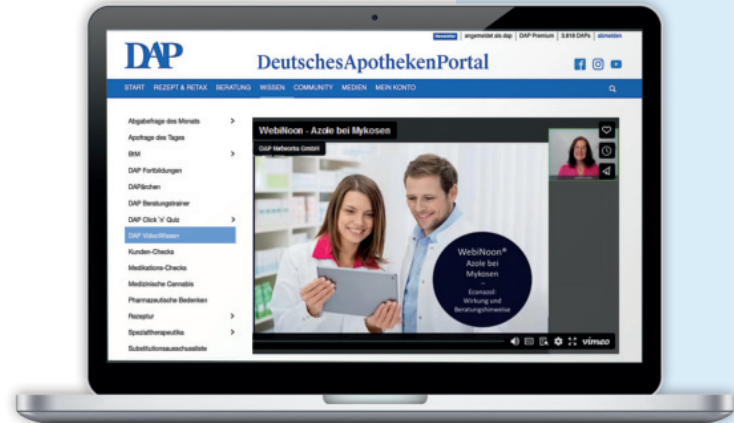 Newsletter | angemeldet als dap | DAP Premium | 3.818 DAPs | abmelden
DAP
DeutschesApothekenPortal
START REZEPT & RETAX BERATUNG WISSEN COMMUNITY MEDIEN MEIN KONTO
Abgabefrage des Monats
Apofrage des Tages
BtM
DAP Fortbildungen
DAPärchen
DAP Beratungstrainer
DAP Click 'n' Quiz
DAP VideoWissen
Kunden-Checks
Medikations-Checks
Medizinische Cannabis
Pharmazeutische Bedenken
Rezeptur
Spezialtherapeutika
Substitutionsausschlussliste
WebiNoon - Azole bei Mykosen
DAP Networks GmbH
WebiNoon®
Azole bei
Mykosen
–
Econazol:
Wirkung und
Beratungshinweise
vimeo